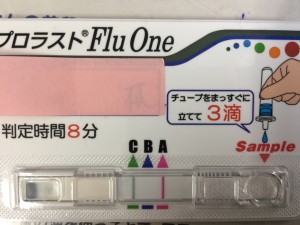 プロラスト® Flu One
チューブをまっすぐに
立てて 3滴
判定時間8分
C B A
Sample